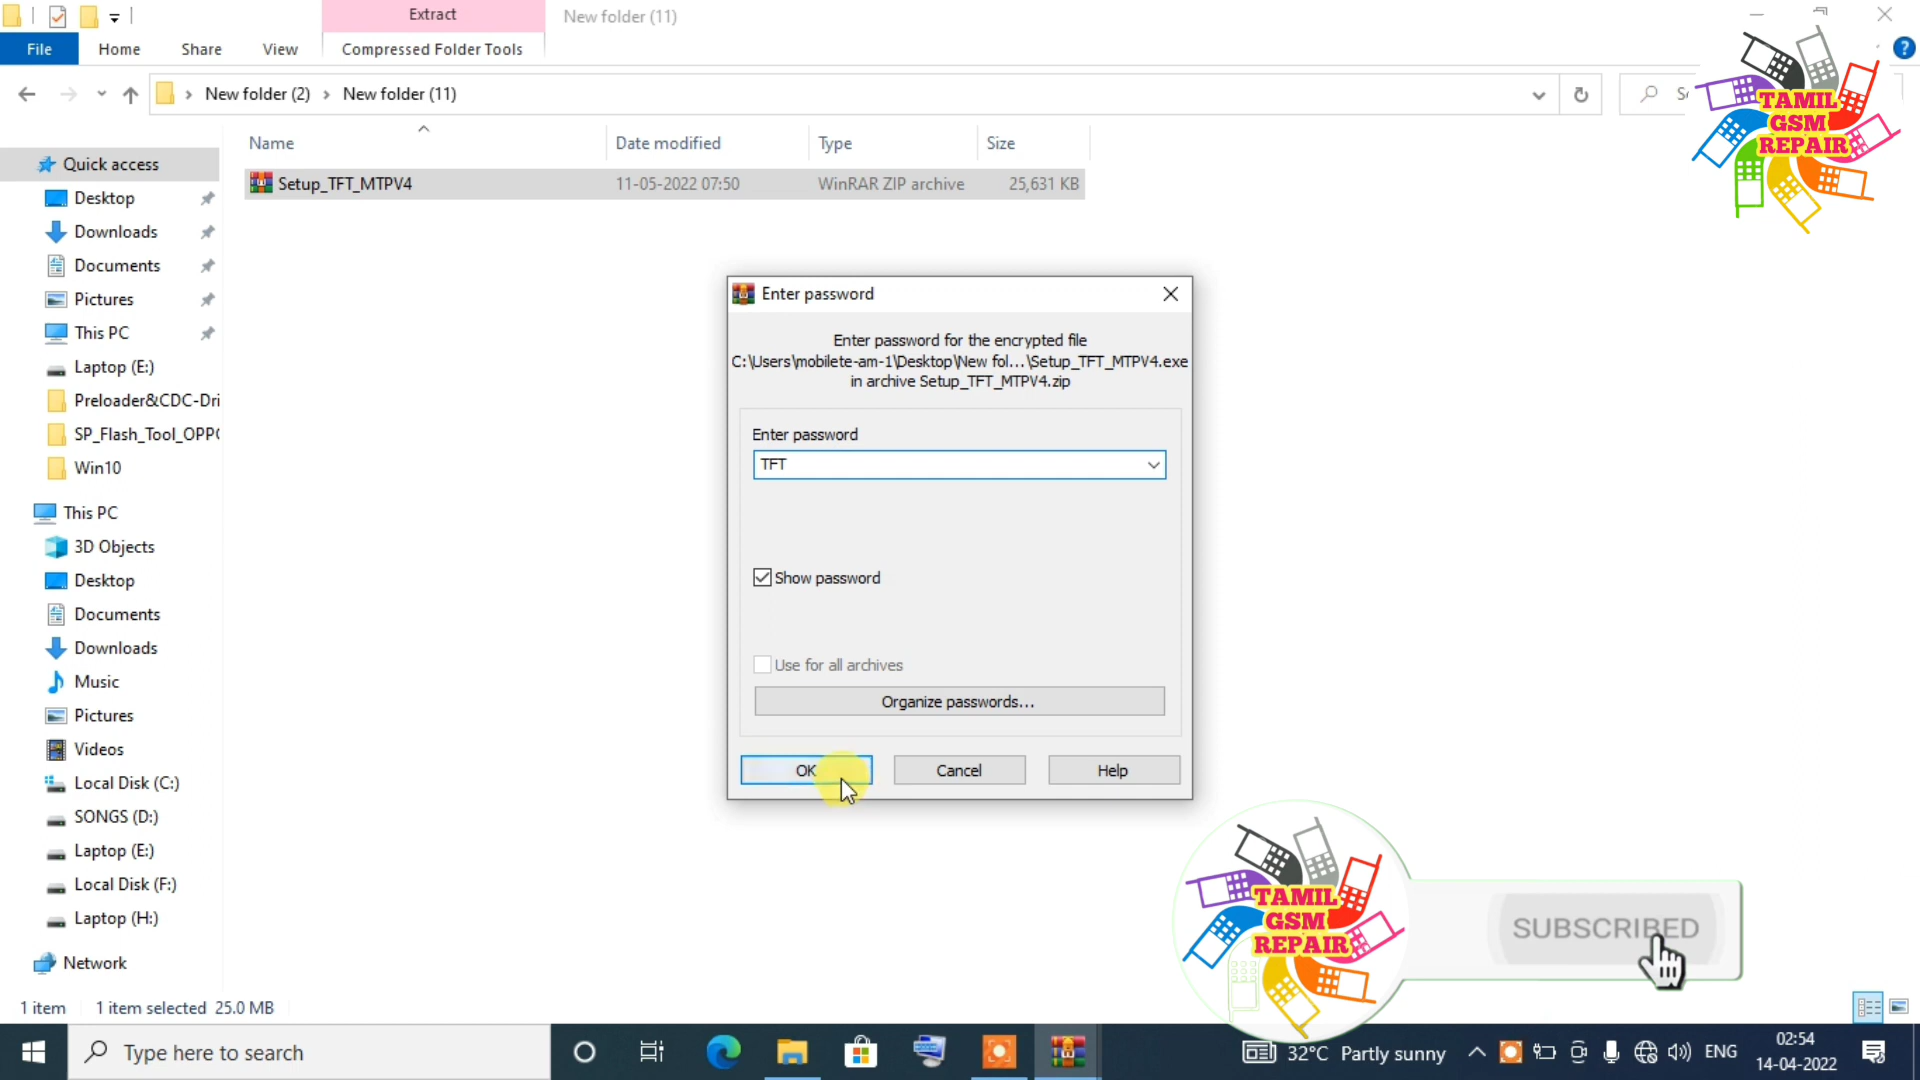 Extract
New folder (11)
File
Home
Share
View
Compressed Folder Tools
New folder (2) › New folder (11)
TAMIL
GSM
REPAIR
Name
Date modified
Type
Size
Quick access
Setup_TFT_MTPV4
11-05-2022 07:50
WinRAR ZIP archive
25,631 KB
Desktop
Downloads
Documents
Pictures
This PC
Laptop (E:)
Preloader&CDC-Dri
SP_Flash_Tool_OPP
Win10
This PC
3D Objects
Desktop
Documents
Downloads
Music
Pictures
Videos
Local Disk (C:)
SONGS (D:)
Laptop (E:)
Local Disk (F:)
Laptop (H:)
Network
Enter password
Enter password for the encrypted file
C:\Users\mobilete-am-1\Desktop\New fol...\Setup_TFT_MTPV4.exe
in archive Setup_TFT_MTPV4.zip
Enter password
TFT
Show password
Use for all archives
Organize passwords...
OK
Cancel
Help
TAMIL
GSM
REPAIR
SUBSCRIBED
1 item
1 item selected 25.0 MB
Type here to search
32°C Partly sunny
ENG
02:54
14-04-2022